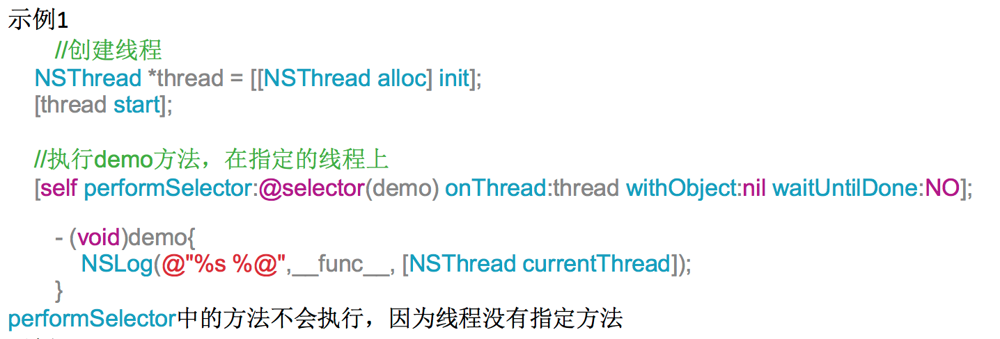 示例1
//创建线程
NSThread *thread = [[NSThread alloc] init];
[thread start];
//执行demo方法，在指定的线程上
[self performSelector:@selector(demo) onThread:thread withObject:nil waitUntilDone:NO];
- (void)demo{
NSLog(@"%s %@",__func__, [NSThread currentThread]);
}
performSelector中的方法不会执行，因为线程没有指定方法